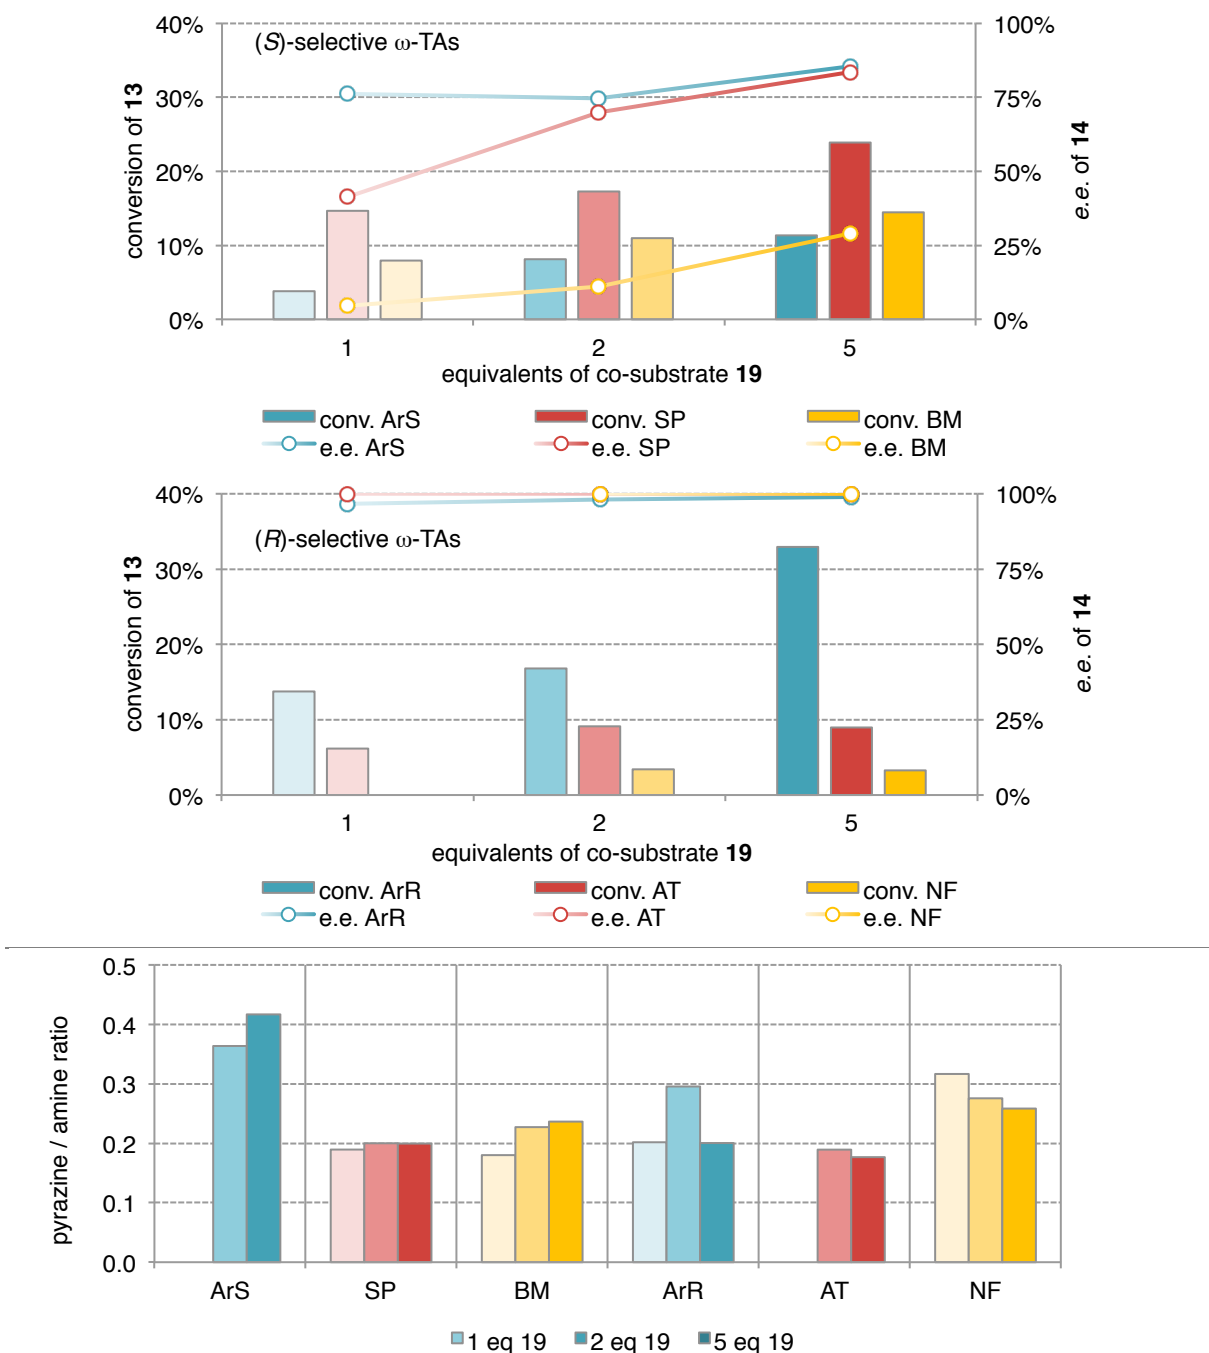 40%
100%
(S)-selective ω-TAs
30%
75%
20%
50%
10%
25%
0%
0%
conversion of 13
e.e. of 14
1
2
5
equivalents of co-substrate 19
conv. ArS
conv. SP
conv. BM
e.e. ArS
e.e. SP
e.e. BM
40%
100%
(R)-selective ω-TAs
30%
75%
20%
50%
10%
25%
0%
0%
conversion of 13
e.e. of 14
1
2
5
equivalents of co-substrate 19
conv. ArR
conv. AT
conv. NF
e.e. ArR
e.e. AT
e.e. NF
0.5
0.4
0.3
0.2
0.1
0.0
pyrazine / amine ratio
ArS
SP
BM
ArR
AT
NF
1 eq 19
2 eq 19
5 eq 19